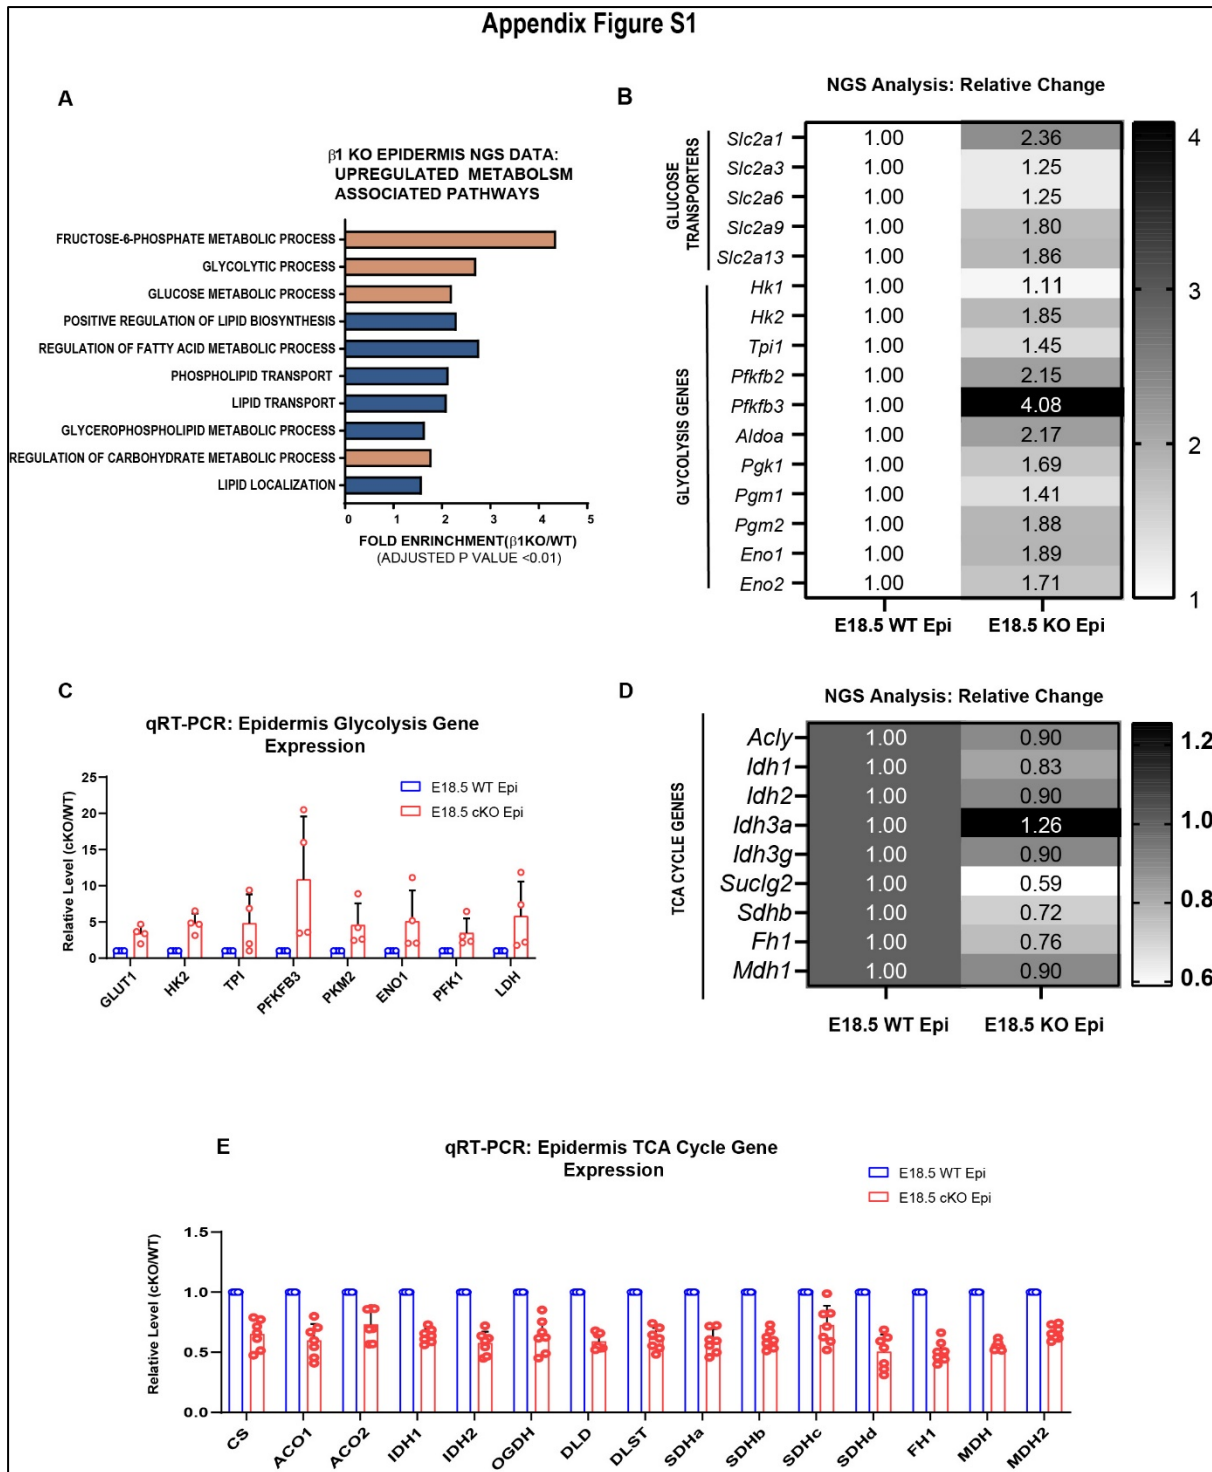 Appendix Figure S1
A
β1 KO EPIDERMIS NGS DATA:
UPREGULATED METABOLSM
ASSOCIATED PATHWAYS
FRUCTOSE-6-PHOSPHATE METABOLIC PROCESS
GLYCOLYTIC PROCESS
GLUCOSE METABOLIC PROCESS
POSITIVE REGULATION OF LIPID BIOSYNTHESIS
REGULATION OF FATTY ACID METABOLIC PROCESS
PHOSPHOLIPID TRANSPORT
LIPID TRANSPORT
GLYCEROPHOSPHOLIPID METABOLIC PROCESS
REGULATION OF CARBOHYDRATE METABOLIC PROCESS
LIPID LOCALIZATION
0 1 2 3 4 5
FOLD ENRINCHMENT(β1KO/WT)
(ADJUSTED P VALUE <0.01)
B
NGS Analysis: Relative Change
GLUCOSE
TRANSPORTERS
GLYCOLYSIS GENES
Slc2a1 1.00 2.36
Slc2a3 1.00 1.25
Slc2a6 1.00 1.25
Slc2a9 1.00 1.80
Slc2a13 1.00 1.86
Hk1 1.00 1.11
Hk2 1.00 1.85
Tpi1 1.00 1.45
Pfkfb2 1.00 2.15
Pfkfb3 1.00 4.08
Aldoa 1.00 2.17
Pgk1 1.00 1.69
Pgm1 1.00 1.41
Pgm2 1.00 1.88
Eno1 1.00 1.89
Eno2 1.00 1.71
E18.5 WT Epi E18.5 KO Epi
4
3
2
1
C
qRT-PCR: Epidermis Glycolysis Gene
Expression
E18.5 WT Epi
E18.5 cKO Epi
Relative Level (cKO/WT)
25
20
15
10
5
0
GLUT1 HK2 TPI PFKFB3 PKM2 ENO1 PFK1 LDH
D
NGS Analysis: Relative Change
TCA CYCLE GENES
Acly 1.00 0.90
Idh1 1.00 0.83
Idh2 1.00 0.90
Idh3a 1.00 1.26
Idh3g 1.00 0.90
Suclg2 1.00 0.59
Sdhb 1.00 0.72
Fh1 1.00 0.76
Mdh1 1.00 0.90
E18.5 WT Epi E18.5 KO Epi
1.2
1.0
0.8
0.6
E
qRT-PCR: Epidermis TCA Cycle Gene
Expression
E18.5 WT Epi
E18.5 cKO Epi
Relative Level (cKO/WT)
1.5
1.0
0.5
0.0
CS ACO1 ACO2 IDH1 IDH2 OGDH DLD DLST SDHa SDHb SDHc SDHd FH1 MDH MDH2